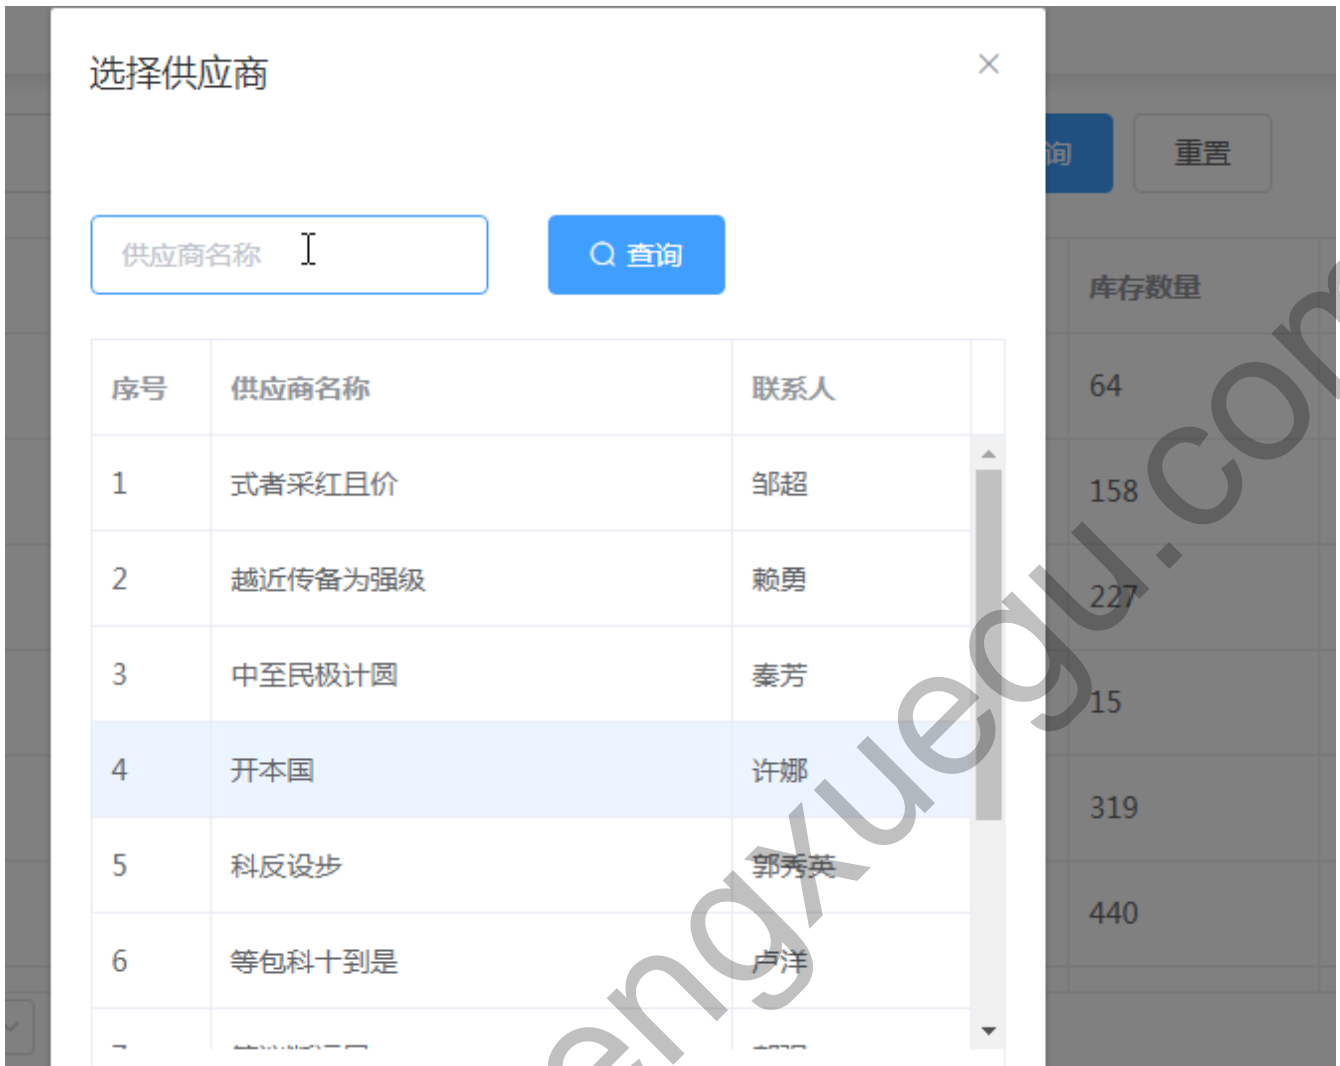 选择供应商
询 重置
供应商名称 查询
库存数量
序号 供应商名称 联系人
64
1 式者采红且价 邹超
158
2 越近传备为强级 赖勇
227
3 中至民极计圆 秦芳
15
4 开本国 许娜
319
5 科反设步 郭秀英
440
6 等包科十到是 卢洋
engxuegu.com